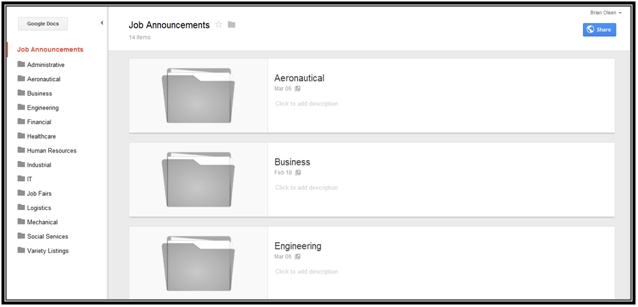 Google Docs
Job Announcements
Administrative
Aeronautical
Business
Engineering
Financial
Healthcare
Human Resources
Industrial
IT
Job Fairs
Logistics
Mechanical
Social Services
Variety Listings
Brian Olsen
Job Announcements
14 items
Share
Aeronautical
Mar 06
Click to add description
Business
Feb 18
Click to add description
Engineering
Mar 06
Click to add description